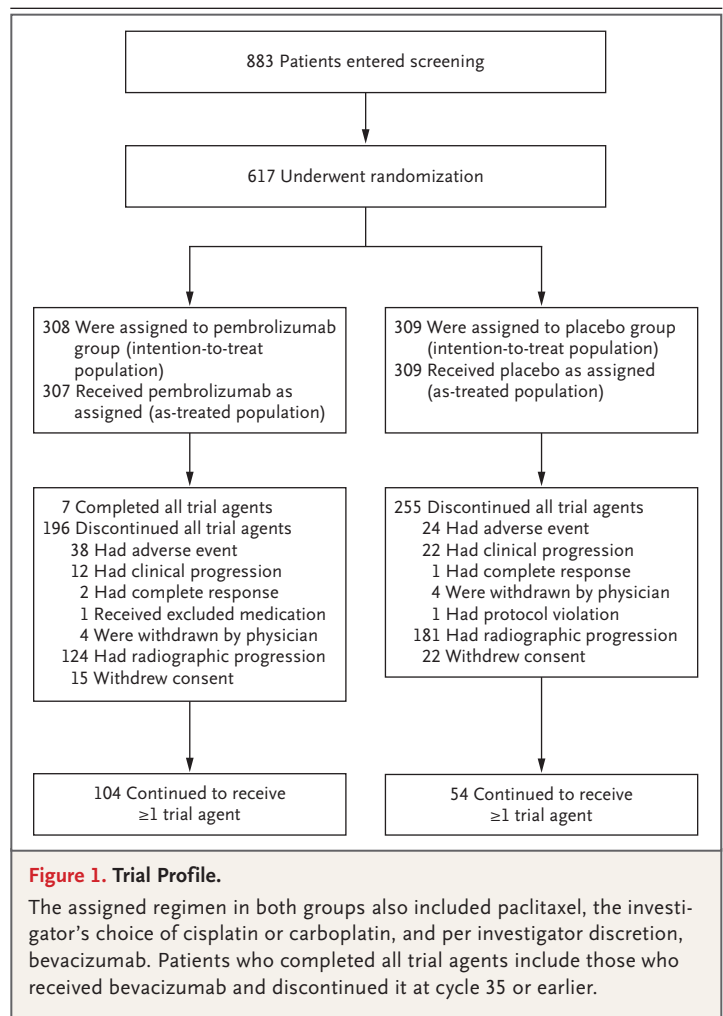 883 Patients entered screening
617 Underwent randomization
308 Were assigned to pembrolizumab
group (intention-to-treat
population)
307 Received pembrolizumab as
assigned (as-treated population)
309 Were assigned to placebo group
(intention-to-treat population)
309 Received placebo as assigned
(as-treated population)
7 Completed all trial agents
196 Discontinued all trial agents
38 Had adverse event
12 Had clinical progression
2 Had complete response
1 Received excluded medication
4 Were withdrawn by physician
124 Had radiographic progression
15 Withdrew consent
255 Discontinued all trial agents
24 Had adverse event
22 Had clinical progression
1 Had complete response
4 Were withdrawn by physician
1 Had protocol violation
181 Had radiographic progression
22 Withdrew consent
104 Continued to receive
≥1 trial agent
54 Continued to receive
≥1 trial agent
Figure 1. Trial Profile.
The assigned regimen in both groups also included paclitaxel, the investi-
gator’s choice of cisplatin or carboplatin, and per investigator discretion,
bevacizumab. Patients who completed all trial agents include those who
received bevacizumab and discontinued it at cycle 35 or earlier.